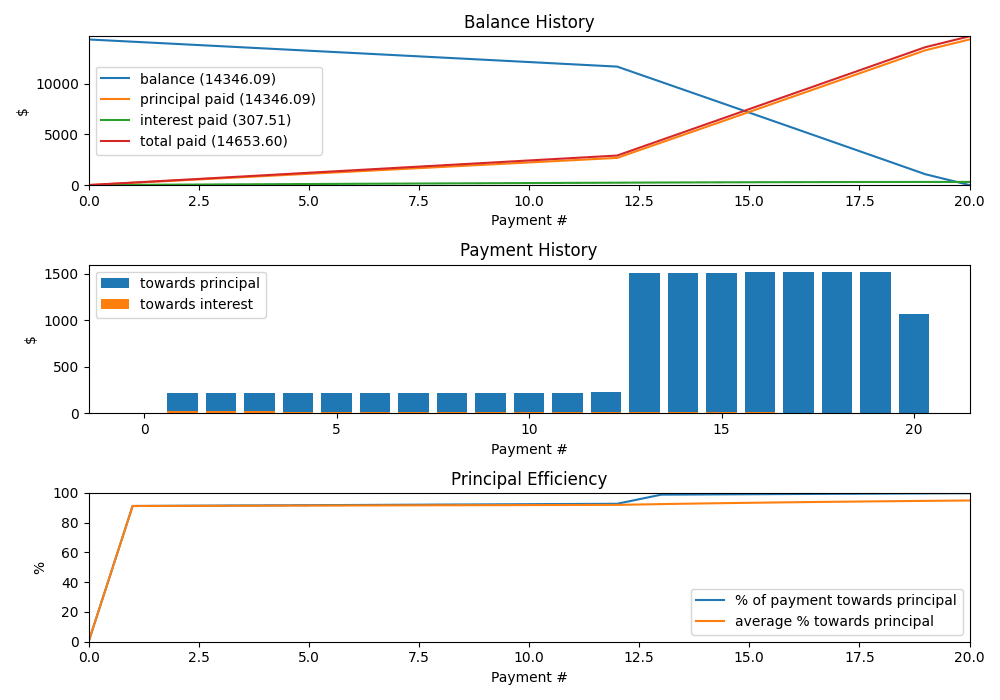 Balance History
$
10000
5000
0
balance (14346.09)
principal paid (14346.09)
interest paid (307.51)
total paid (14653.60)
0.0 2.5 5.0 7.5 10.0 12.5 15.0 17.5 20.0
Payment #
Payment History
$
1500
1000
500
0
towards principal
towards interest
0 5 10 15 20
Payment #
Principal Efficiency
%
100
80
60
40
20
0
% of payment towards principal
average % towards principal
0.0 2.5 5.0 7.5 10.0 12.5 15.0 17.5 20.0
Payment #